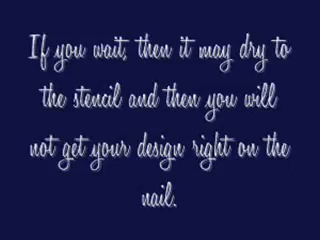 If you wait, then it may dry to
the stencil and then you will
not get your design right on the
nail.